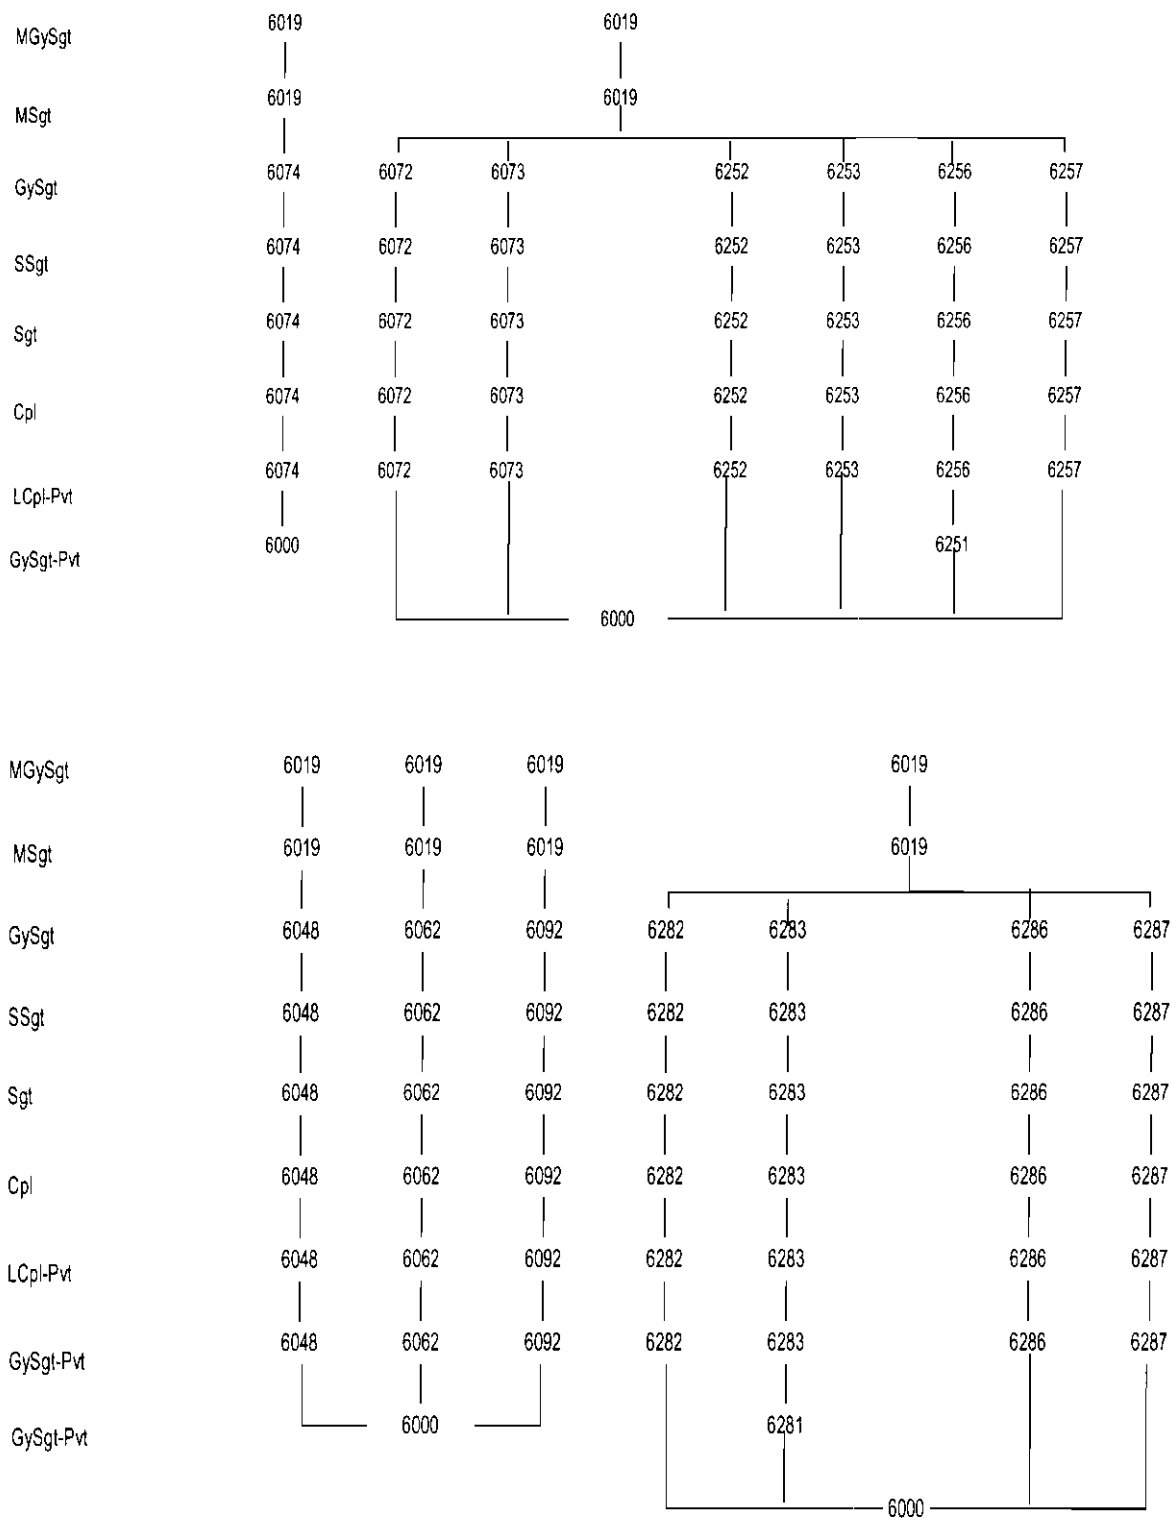 MGySgt 6019 6019
MSgt 6019 6019
GySgt 6074 6072 6073 6252 6253 6256 6257
SSgt 6074 6072 6073 6252 6253 6256 6257
Sgt 6074 6072 6073 6252 6253 6256 6257
Cpl 6074 6072 6073 6252 6253 6256 6257
LCpl-Pvt 6074 6072 6073 6252 6253 6256 6257
GySgt-Pvt 6000 6251
6000
MGySgt 6019 6019 6019 6019
MSgt 6019 6019 6019 6019
GySgt 6048 6062 6092 6282 6283 6286 6287
SSgt 6048 6062 6092 6282 6283 6286 6287
Sgt 6048 6062 6092 6282 6283 6286 6287
Cpl 6048 6062 6092 6282 6283 6286 6287
LCpl-Pvt 6048 6062 6092 6282 6283 6286 6287
GySgt-Pvt 6048 6062 6092 6282 6283 6286 6287
GySgt-Pvt 6000 6281
6000